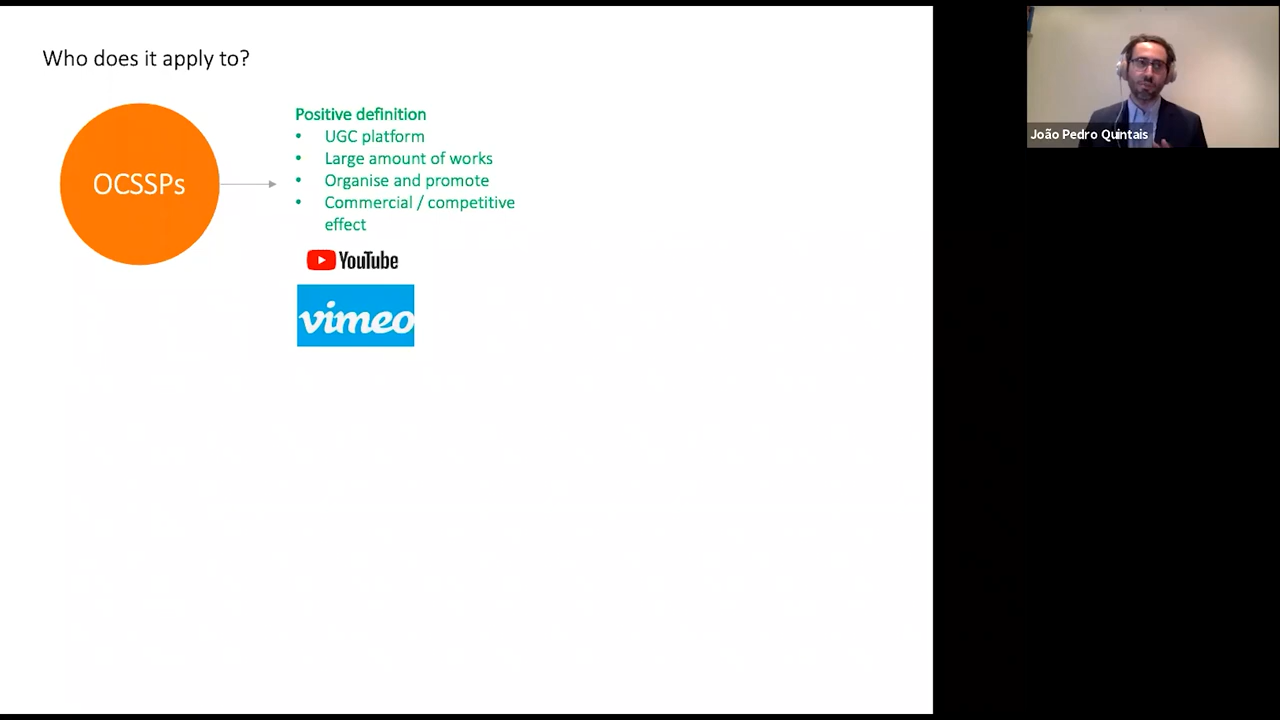 Who does it apply to?
OCSSPs
Positive definition
• UGC platform
• Large amount of works
• Organise and promote
• Commercial / competitive
effect
YouTube
vimeo
João Pedro Quintais